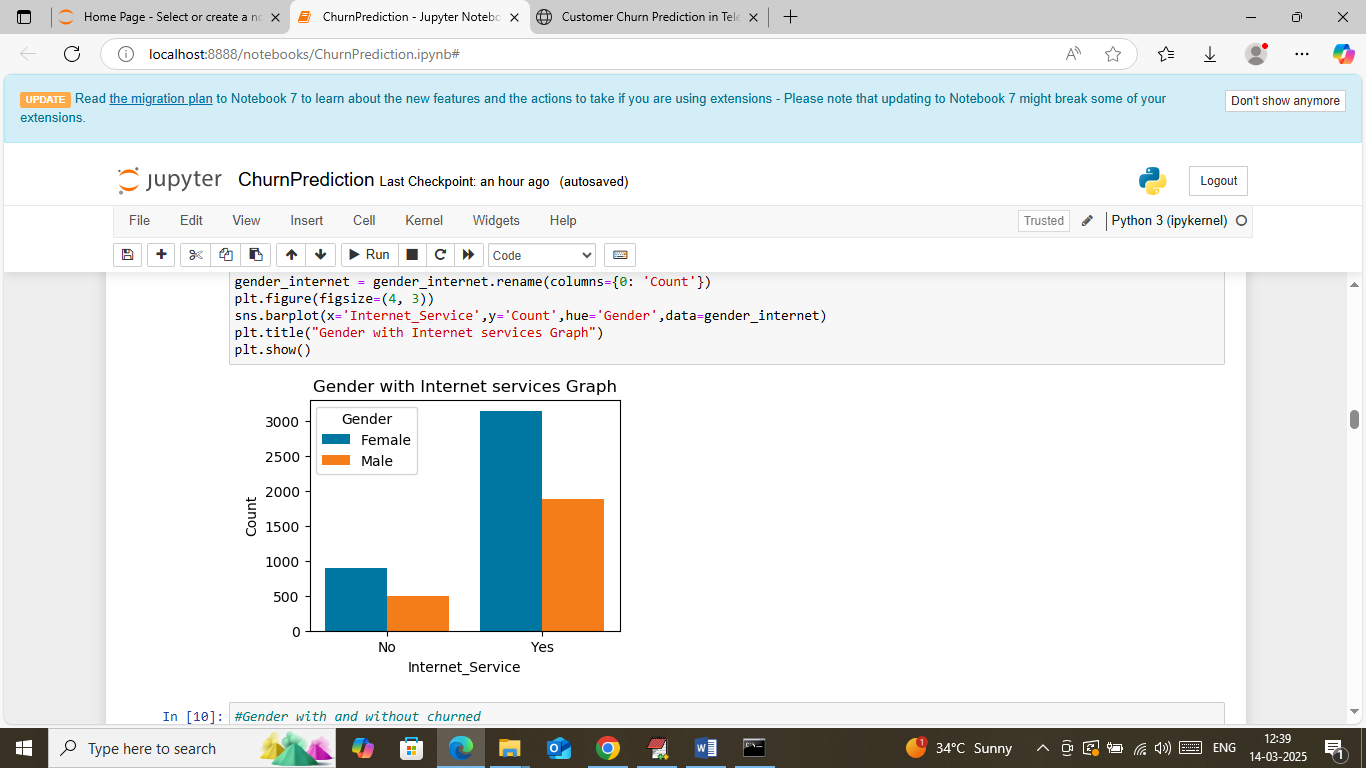 Home Page - Select or create a no
ChurnPrediction - Jupyter Notebo
Customer Churn Prediction in Tele
localhost:8888/notebooks/ChurnPrediction.ipynb#
UPDATE Read the migration plan to Notebook 7 to learn about the new features and the actions to take if you are using extensions - Please note that updating to Notebook 7 might break some of your
extensions.
Don't show anymore
jupyter ChurnPrediction Last Checkpoint: an hour ago (autosaved)
Logout
File Edit View Insert Cell Kernel Widgets Help
Trusted Python 3 (ipykernel)
Run Code
gender_internet = gender_internet.rename(columns={0: 'Count'})
plt.figure(figsize=(4, 3))
sns.barplot(x='Internet_Service',y='Count',hue='Gender',data=gender_internet)
plt.title("Gender with Internet services Graph")
plt.show()
Gender with Internet services Graph
Gender
Female
Male
3000
2500
2000
1500
1000
500
0
Count
No Yes
Internet_Service
In [10]: #Gender with and without churned
Type here to search
1
34°C Sunny
ENG
12:39
14-03-2025
1